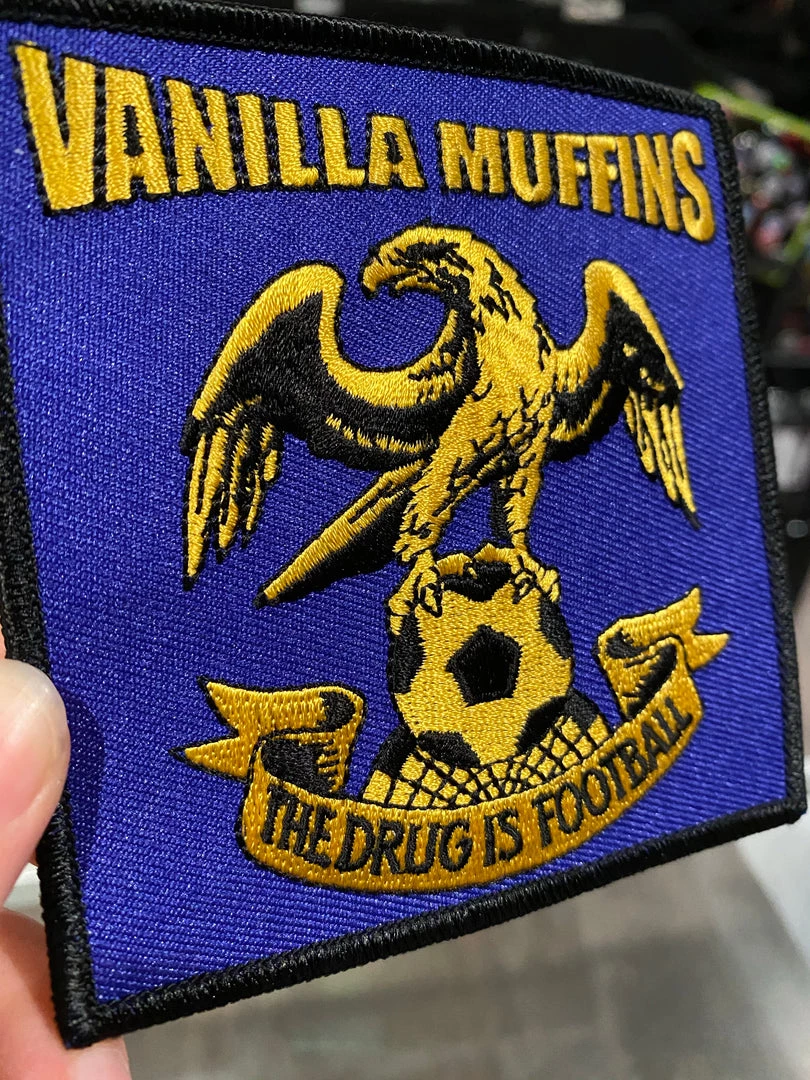 VANILLA MUFFINS
THE DRUG IS FOOTBALL